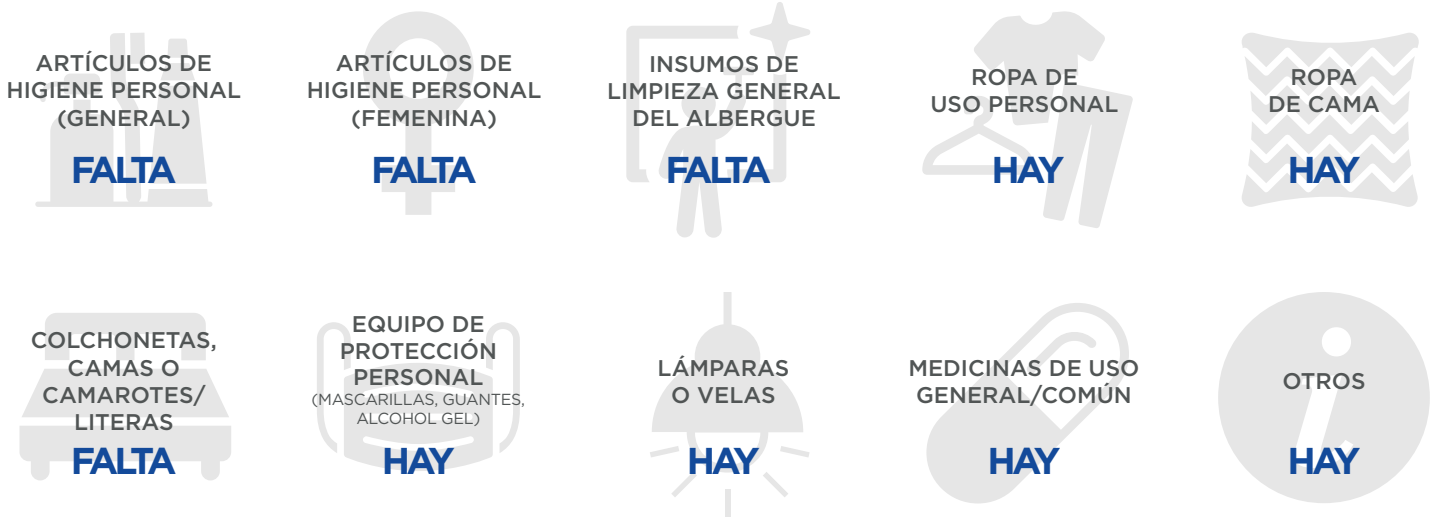 ARTÍCULOS DE
HIGIENE PERSONAL
(GENERAL)
FALTA
ARTÍCULOS DE
HIGIENE PERSONAL
(FEMENINA)
FALTA
INSUMOS DE
LIMPIEZA GENERAL
DEL ALBERGUE
FALTA
ROPA DE
USO PERSONAL
HAY
ROPA
DE CAMA
HAY
COLCHONETAS,
CAMAS O
CAMAROTES/
LITERAS
FALTA
EQUIPO DE
PROTECCIÓN
PERSONAL
(MASCARILLAS, GUANTES,
ALCOHOL GEL)
HAY
LÁMPARAS
O VELAS
HAY
MEDICINAS DE USO
GENERAL/COMÚN
HAY
OTROS
HAY